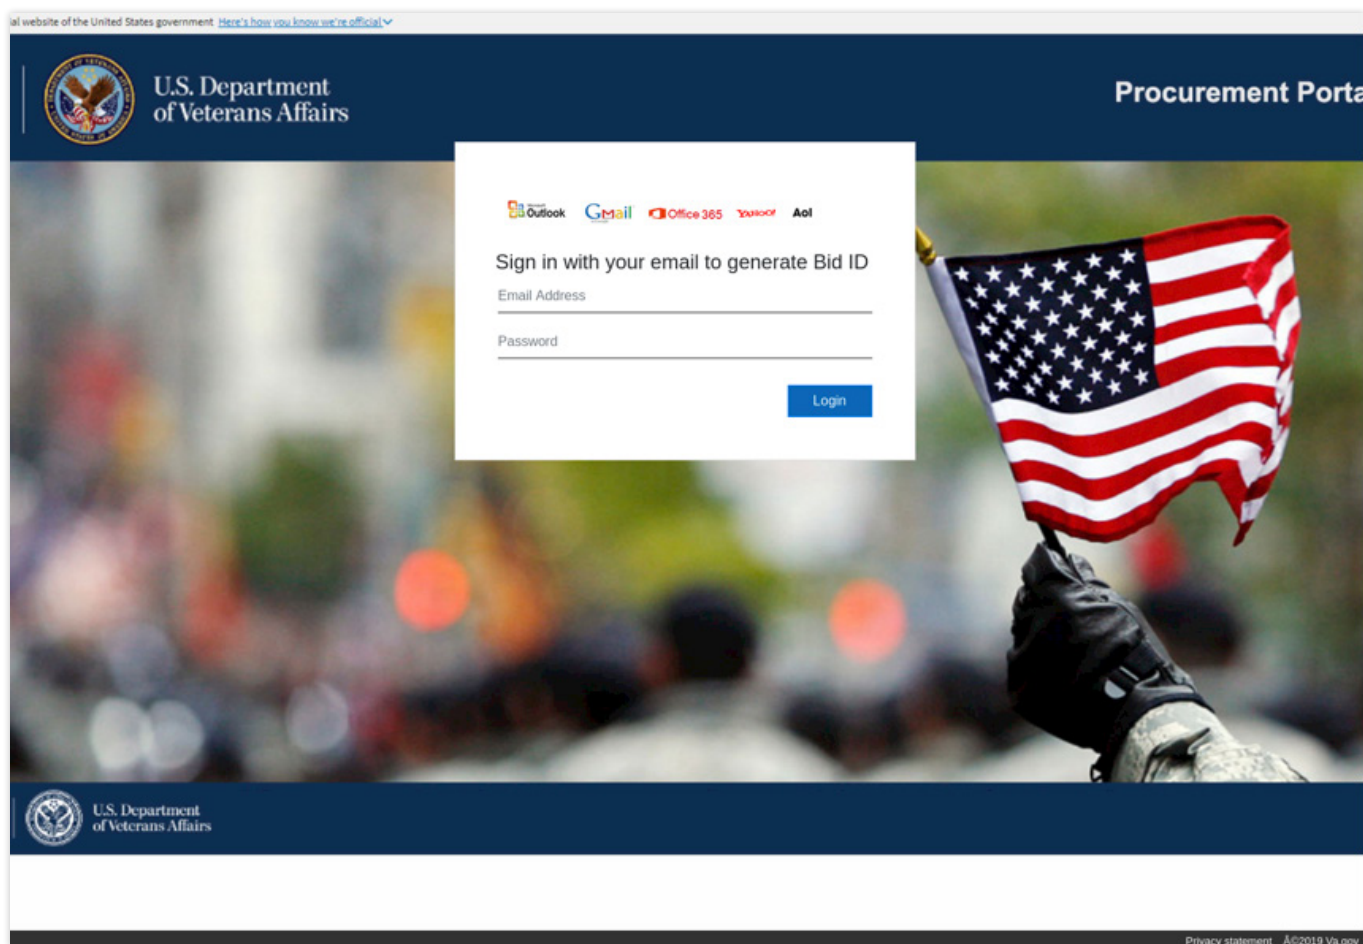 al website of the United States government Here's how you know we're official
U.S. Department
of Veterans Affairs
Procurement Porta
Microsoft
Outlook Gmail Office 365 YAHOO! Aol
Sign in with your email to generate Bid ID
Email Address
Password
Login
U.S. Department
of Veterans Affairs
Privacy statement Â©2019 Va.gov